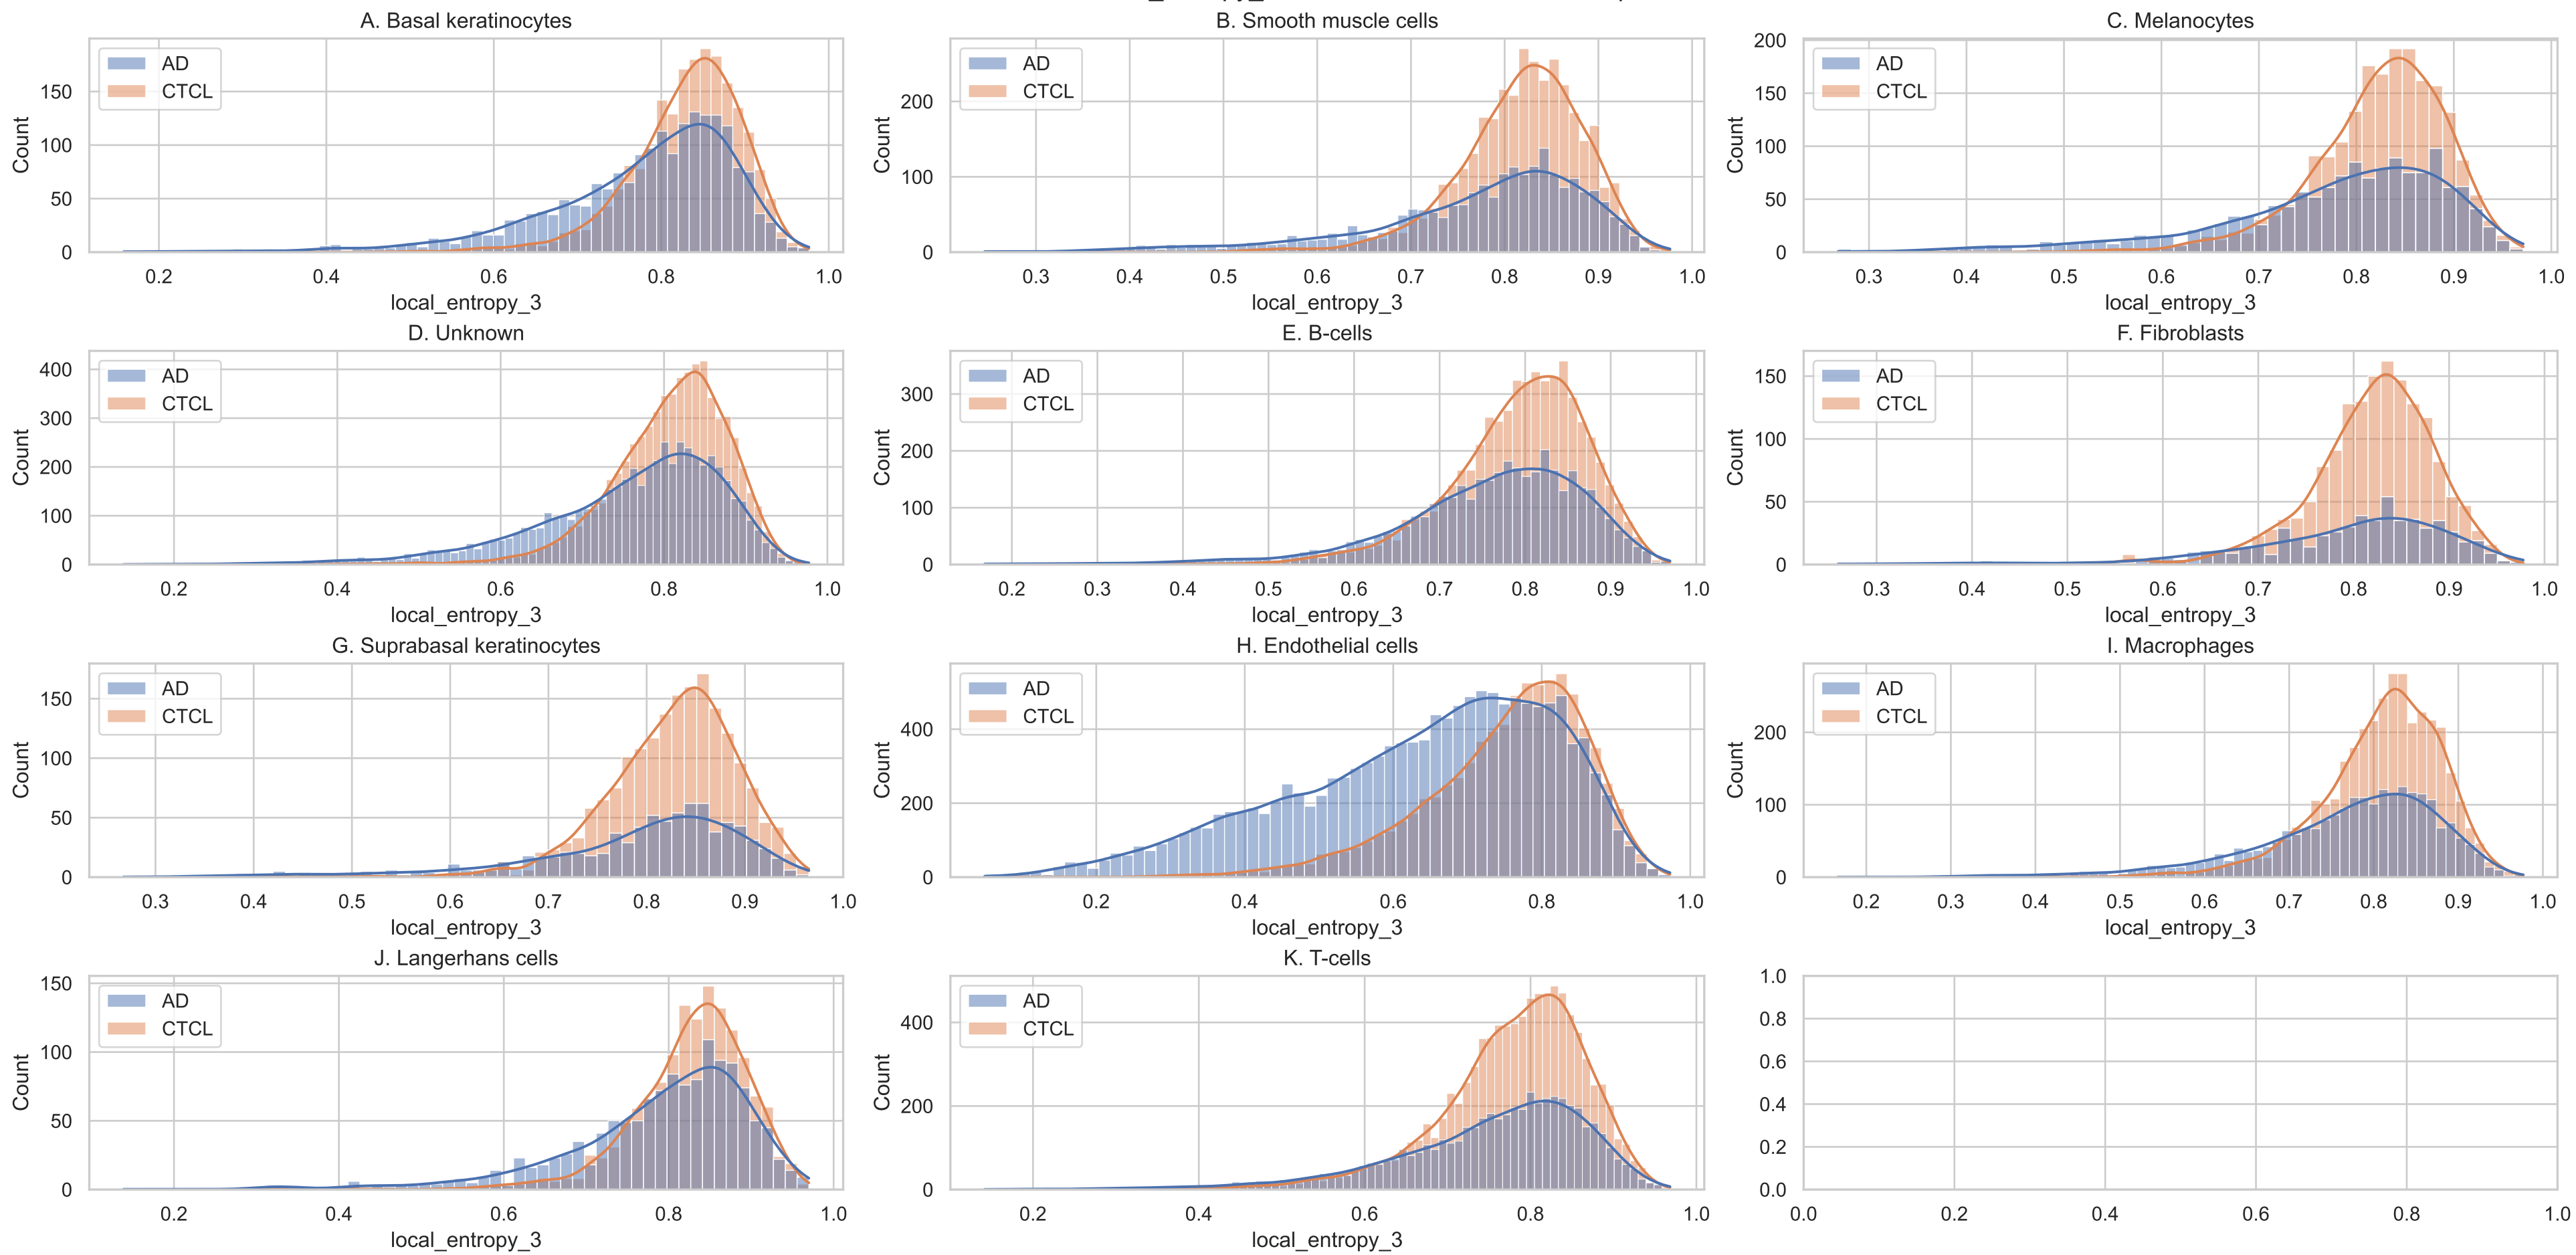 A. Basal keratinocytes
AD
CTCL
150
100
50
0
Count
0.2 0.4 0.6 0.8 1.0
local_entropy_3
B. Smooth muscle cells
AD
CTCL
200
100
0
Count
0.3 0.4 0.5 0.6 0.7 0.8 0.9 1.0
local_entropy_3
C. Melanocytes
AD
CTCL
200
150
100
50
0
Count
0.3 0.4 0.5 0.6 0.7 0.8 0.9 1.0
local_entropy_3
D. Unknown
AD
CTCL
400
300
200
100
0
Count
0.2 0.4 0.6 0.8 1.0
local_entropy_3
E. B-cells
AD
CTCL
300
200
100
0
Count
0.2 0.3 0.4 0.5 0.6 0.7 0.8 0.9 1.0
local_entropy_3
F. Fibroblasts
AD
CTCL
150
100
50
0
Count
0.3 0.4 0.5 0.6 0.7 0.8 0.9 1.0
local_entropy_3
G. Suprabasal keratinocytes
AD
CTCL
150
100
50
0
Count
0.3 0.4 0.5 0.6 0.7 0.8 0.9 1.0
local_entropy_3
H. Endothelial cells
AD
CTCL
400
200
0
Count
0.2 0.4 0.6 0.8 1.0
local_entropy_3
I. Macrophages
AD
CTCL
200
100
0
Count
0.2 0.3 0.4 0.5 0.6 0.7 0.8 0.9 1.0
local_entropy_3
J. Langerhans cells
AD
CTCL
150
100
50
0
Count
0.2 0.4 0.6 0.8 1.0
local_entropy_3
K. T-cells
AD
CTCL
400
200
0
Count
0.2 0.4 0.6 0.8 1.0
local_entropy_3
1.0
0.8
0.6
0.4
0.2
0.0
0.0 0.2 0.4 0.6 0.8 1.0